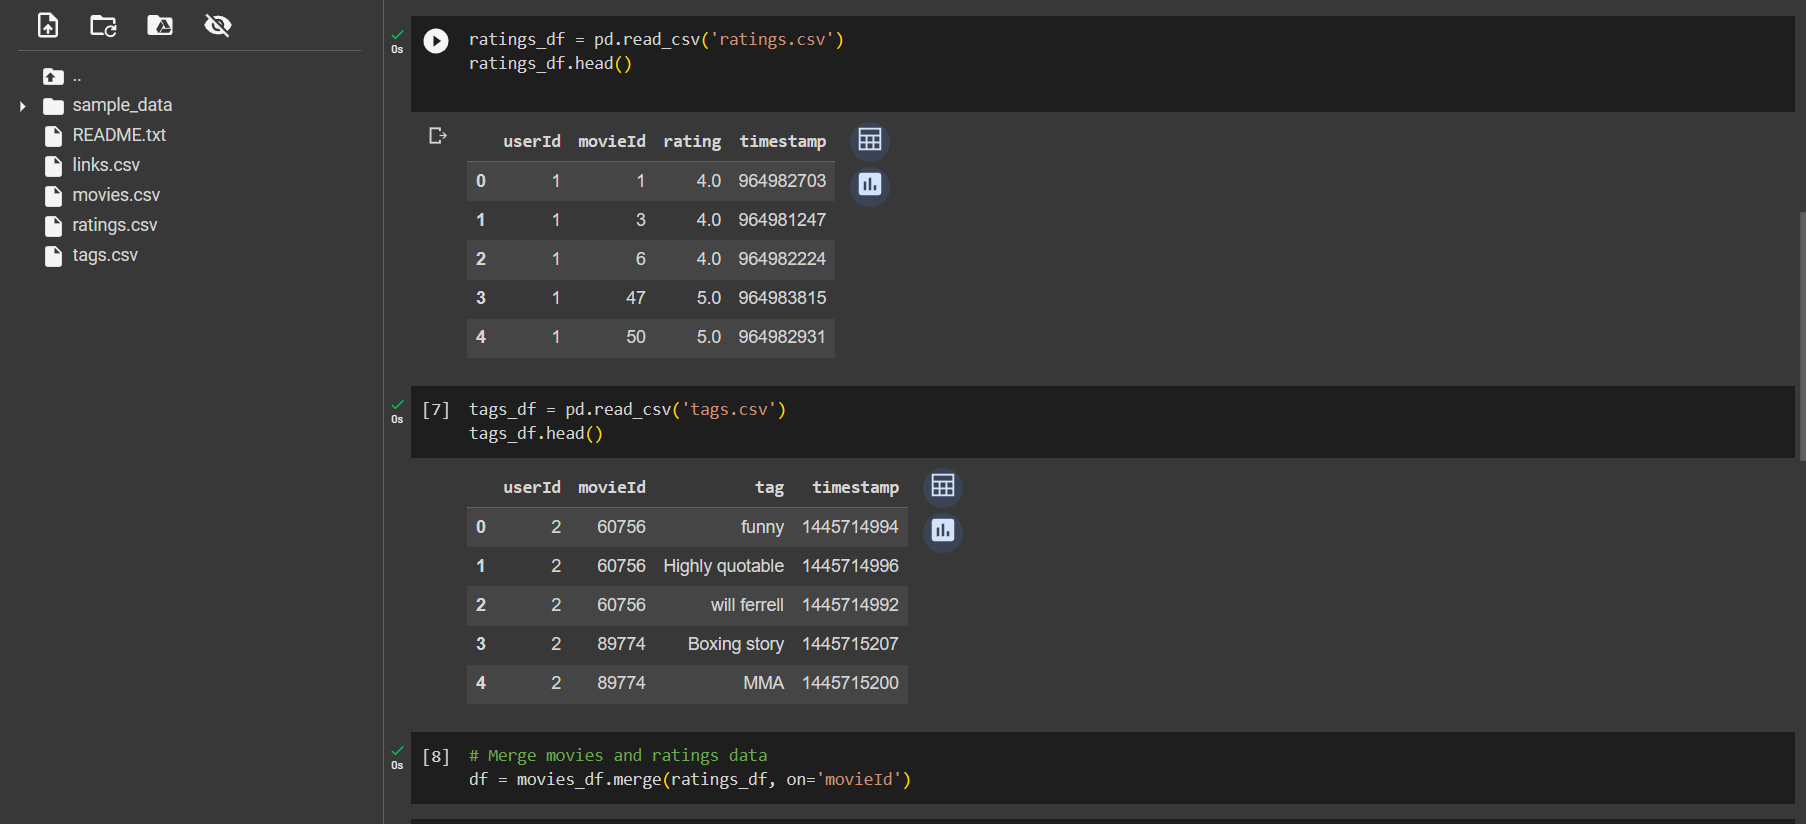 ..
sample_data
README.txt
links.csv
movies.csv
ratings.csv
tags.csv
0s
ratings_df = pd.read_csv('ratings.csv')
ratings_df.head()
userId movieId rating timestamp
0 1 1 4.0 964982703
1 1 3 4.0 964981247
2 1 6 4.0 964982224
3 1 47 5.0 964983815
4 1 50 5.0 964982931
0s
[7] tags_df = pd.read_csv('tags.csv')
tags_df.head()
userId movieId tag timestamp
0 2 60756 funny 1445714994
1 2 60756 Highly quotable 1445714996
2 2 60756 will ferrell 1445714992
3 2 89774 Boxing story 1445715207
4 2 89774 MMA 1445715200
0s
[8] # Merge movies and ratings data
df = movies_df.merge(ratings_df, on='movieId')